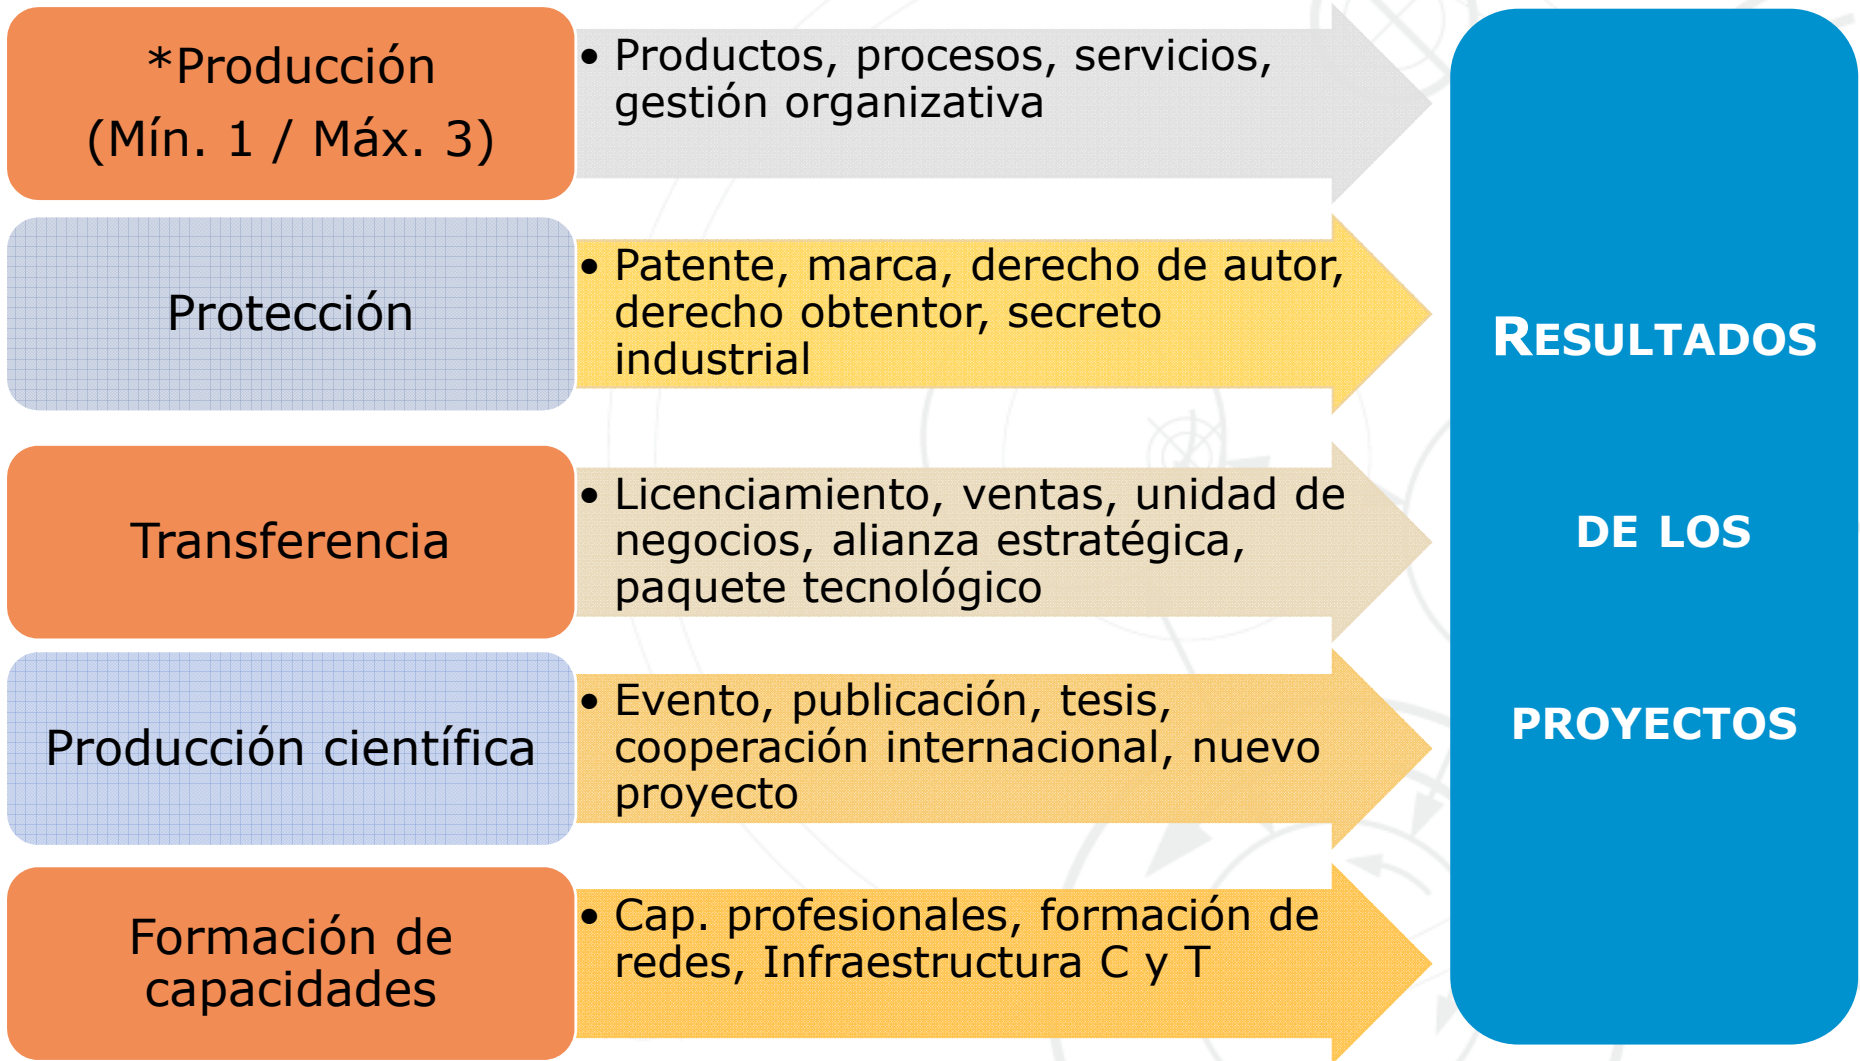 *Producción
(Mín. 1 / Máx. 3)
• Productos, procesos, servicios,
gestión organizativa
Protección
• Patente, marca, derecho de autor,
derecho obtentor, secreto
industrial
Transferencia
• Licenciamiento, ventas, unidad de
negocios, alianza estratégica,
paquete tecnológico
Producción científica
• Evento, publicación, tesis,
cooperación internacional, nuevo
proyecto
Formación de
capacidades
• Cap. profesionales, formación de
redes, Infraestructura C y T
RESULTADOS
DE LOS
PROYECTOS